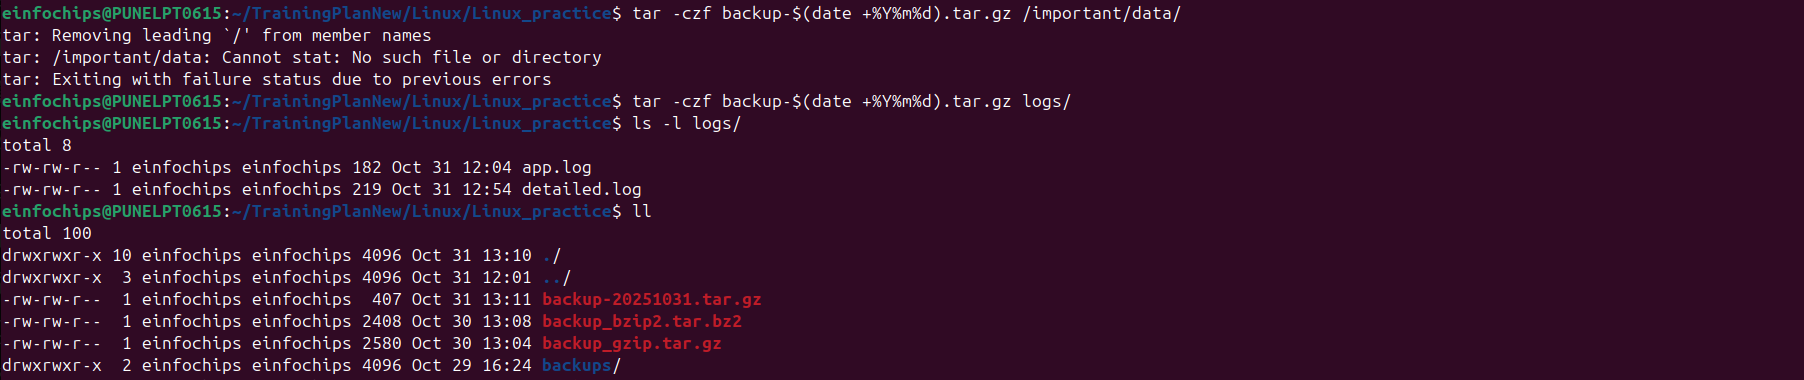 einfochips@PUNELPT0615:~/TrainingPlanNew/Linux/Linux_practice$ tar -czf backup-$(date +%Y%m%d).tar.gz /important/data/
tar: Removing leading `/' from member names
tar: /important/data: Cannot stat: No such file or directory
tar: Exiting with failure status due to previous errors
einfochips@PUNELPT0615:~/TrainingPlanNew/Linux/Linux_practice$ tar -czf backup-$(date +%Y%m%d).tar.gz logs/
einfochips@PUNELPT0615:~/TrainingPlanNew/Linux/Linux_practice$ ls -l logs/
total 8
-rw-rw-r-- 1 einfochips einfochips 182 Oct 31 12:04 app.log
-rw-rw-r-- 1 einfochips einfochips 219 Oct 31 12:54 detailed.log
einfochips@PUNELPT0615:~/TrainingPlanNew/Linux/Linux_practice$ ll
total 100
drwxrwxr-x 10 einfochips einfochips 4096 Oct 31 13:10 ./
drwxrwxr-x  3 einfochips einfochips 4096 Oct 31 12:01 ../
-rw-rw-r--  1 einfochips einfochips  407 Oct 31 13:11 backup-20251031.tar.gz
-rw-rw-r--  1 einfochips einfochips 2408 Oct 30 13:08 backup_bzip2.tar.bz2
-rw-rw-r--  1 einfochips einfochips 2580 Oct 30 13:04 backup_gzip.tar.gz
drwxrwxr-x  2 einfochips einfochips 4096 Oct 29 16:24 backups/